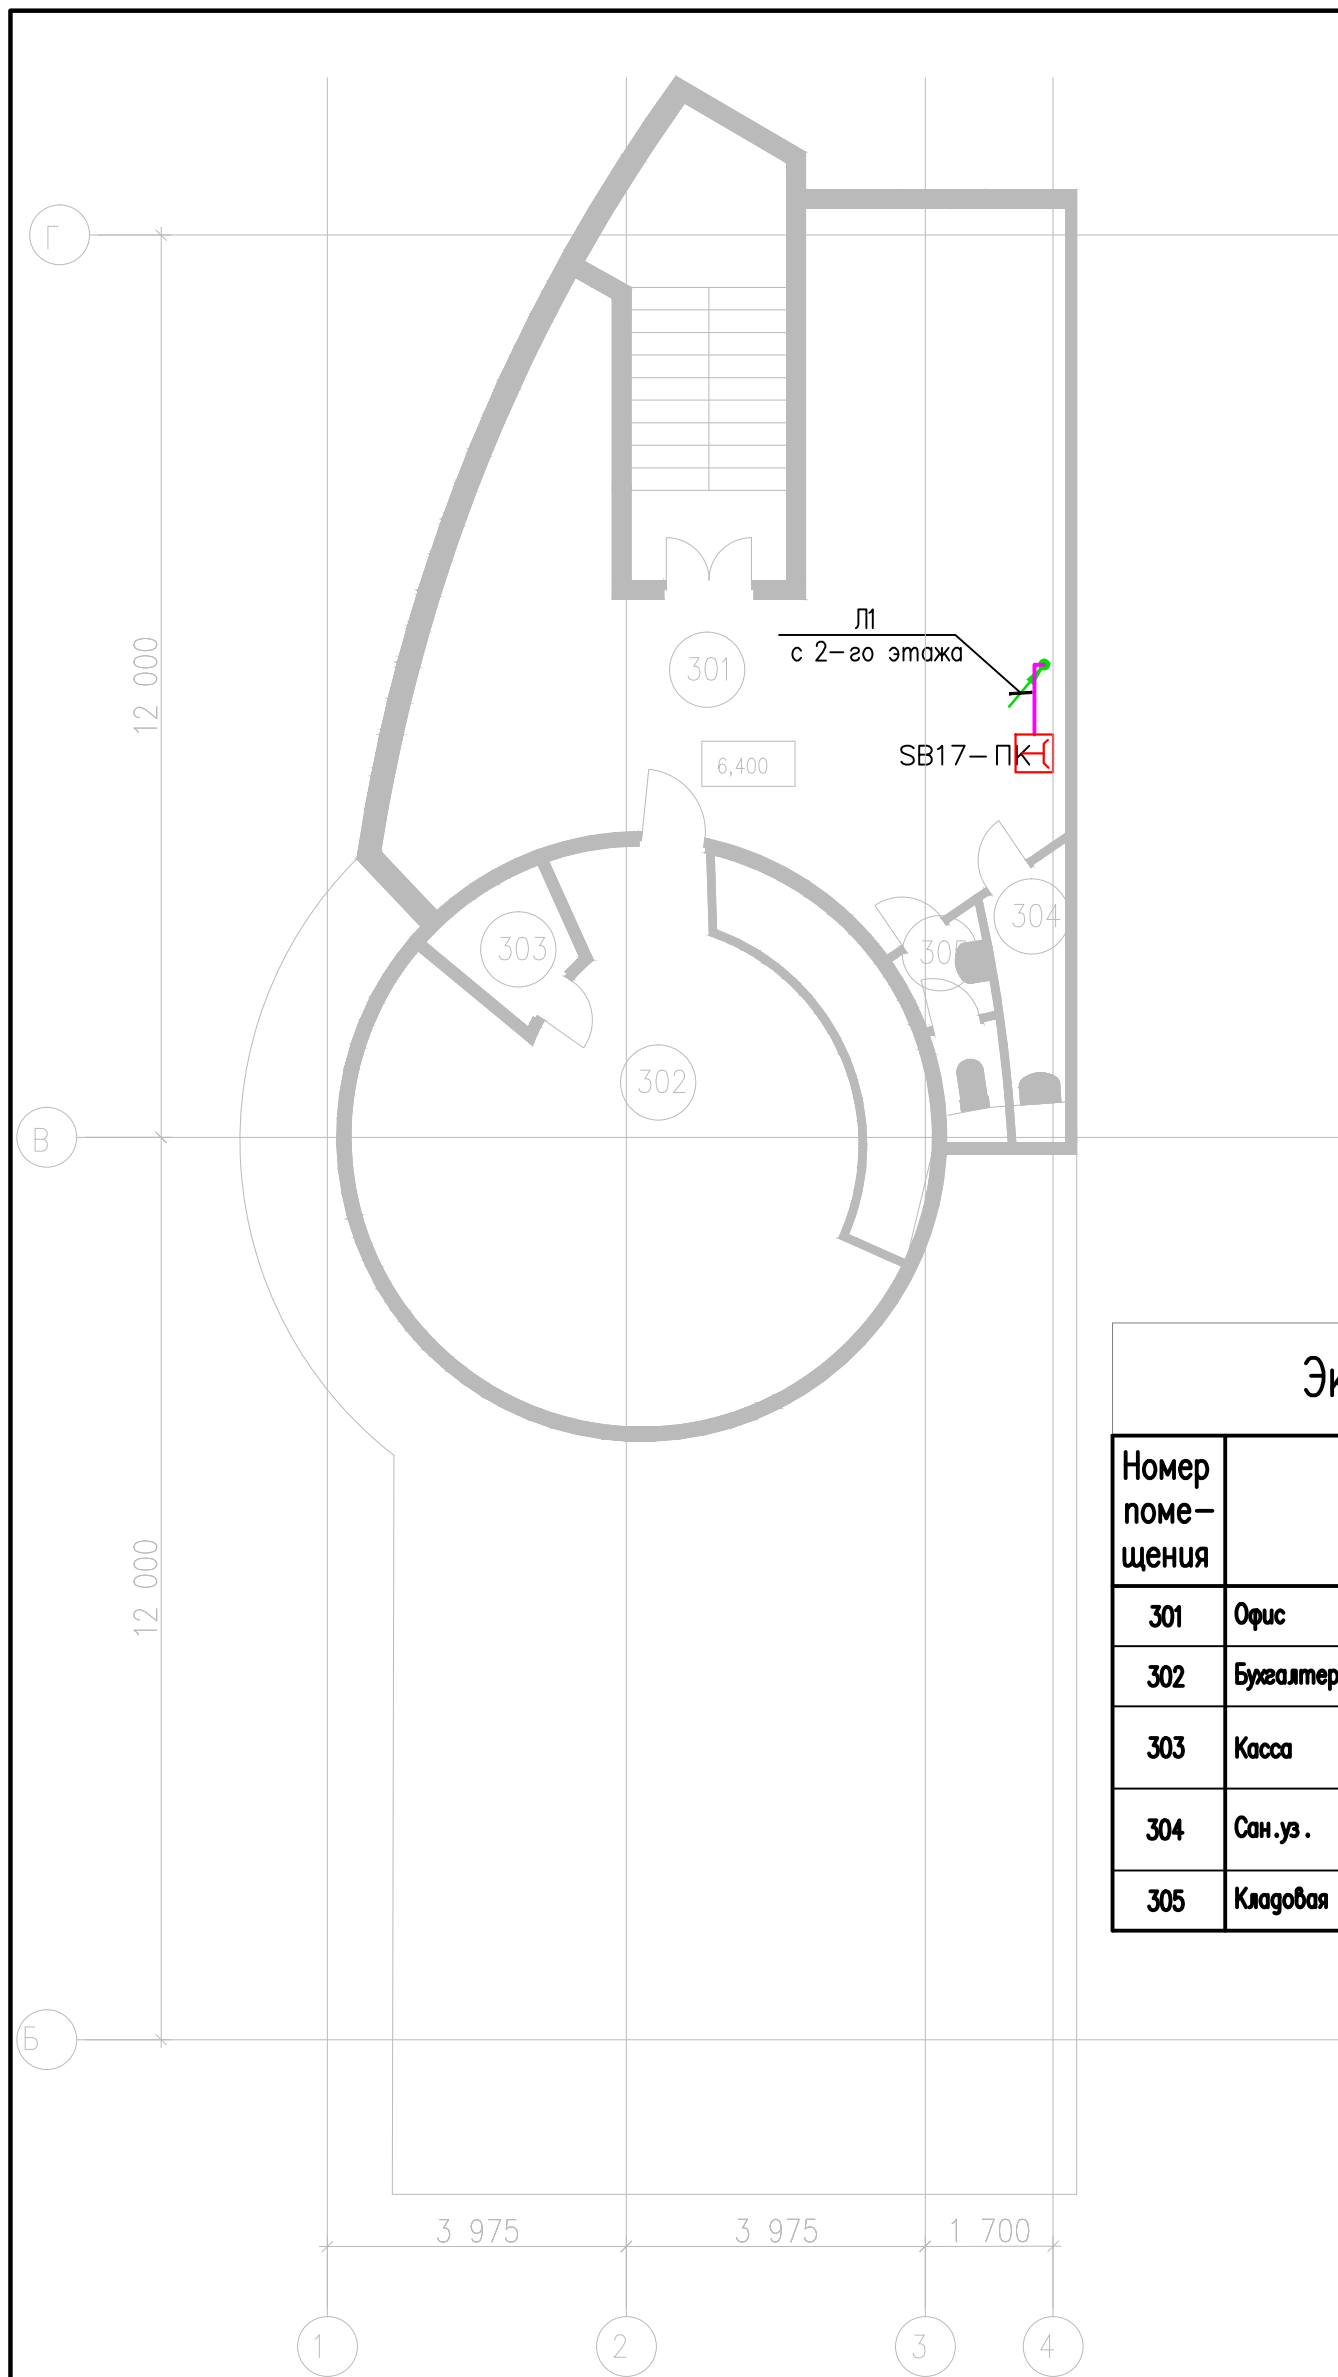 Г
12 000
Л1
с 2-го этажа
301
SB17-ПК
6,400
304
303
305
302
В
Эк
Номер
поме-
щения
301 Офис
302 Бухгалтер
303 Касса
304 Сан.уз.
305 Кладовая
12 000
Б
3 975
3 975
1 700
1
2
3
4